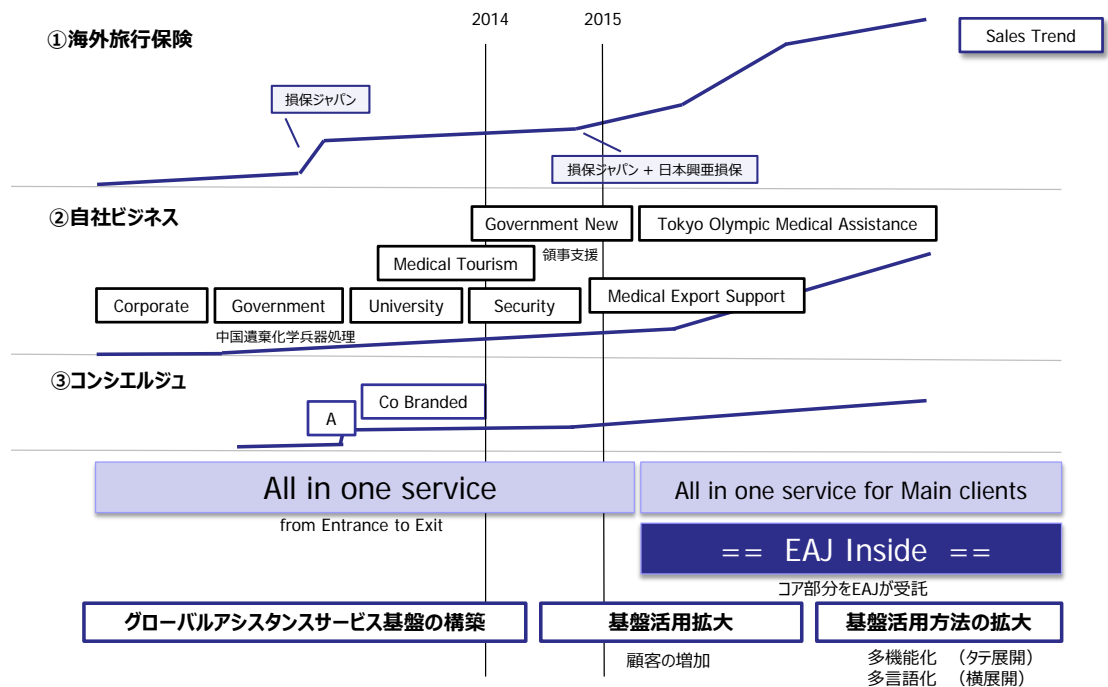 2014
2015
①海外旅行保険
Sales Trend
損保ジャパン
損保ジャパン + 日本興亜損保
②自社ビジネス
Government New
Tokyo Olympic Medical Assistance
領事支援
Medical Tourism
Corporate
Government
University
Security
Medical Export Support
中国遺棄化学兵器処理
③コンシエルジュ
A
Co Branded
All in one service
from Entrance to Exit
All in one service for Main clients
== EAJ Inside ==
コア部分をEAJが受託
グローバルアシスタンスサービス基盤の構築
基盤活用拡大
基盤活用方法の拡大
顧客の増加
多機能化 （タテ展開）
多言語化 （横展開）